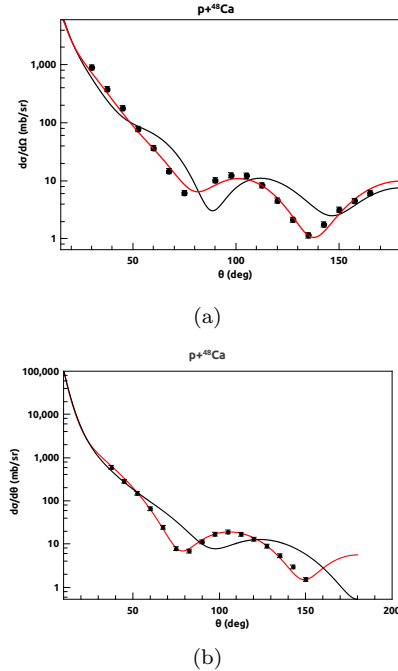 p+⁴⁸Ca
1,000
100
10
1
dσ/dΩ (mb/sr)
50
100
150
θ (deg)
(a)
p+⁴⁸Ca
100,000
10,000
1,000
100
10
1
dσ/dθ (mb/sr)
50
100
150
200
θ (deg)
(b)